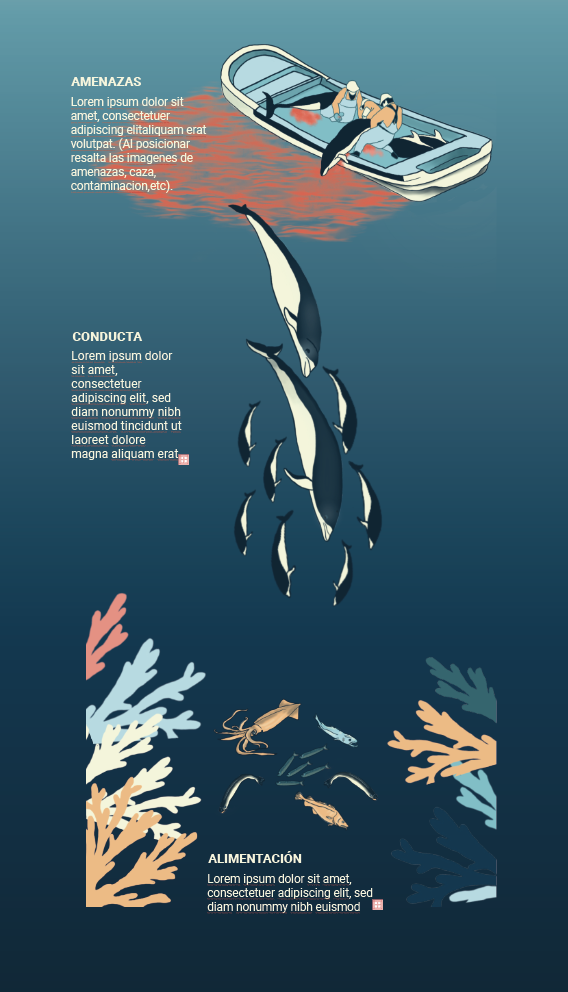 AMENAZAS
Lorem ipsum dolor sit
amet, consectetuer
adipiscing elitaliquam erat
volutpat. (Al posicionar
resalta las imagenes de
amenazas, caza,
contaminacion,etc).
CONDUCTA
Lorem ipsum dolor
sit amet,
consectetuer
adipiscing elit, sed
diam nonummy nibh
euismod tincidunt ut
laoreet dolore
magna aliquam erat
ALIMENTACIÓN
Lorem ipsum dolor sit amet,
consectetuer adipiscing elit, sed
diam nonummy nibh euismod